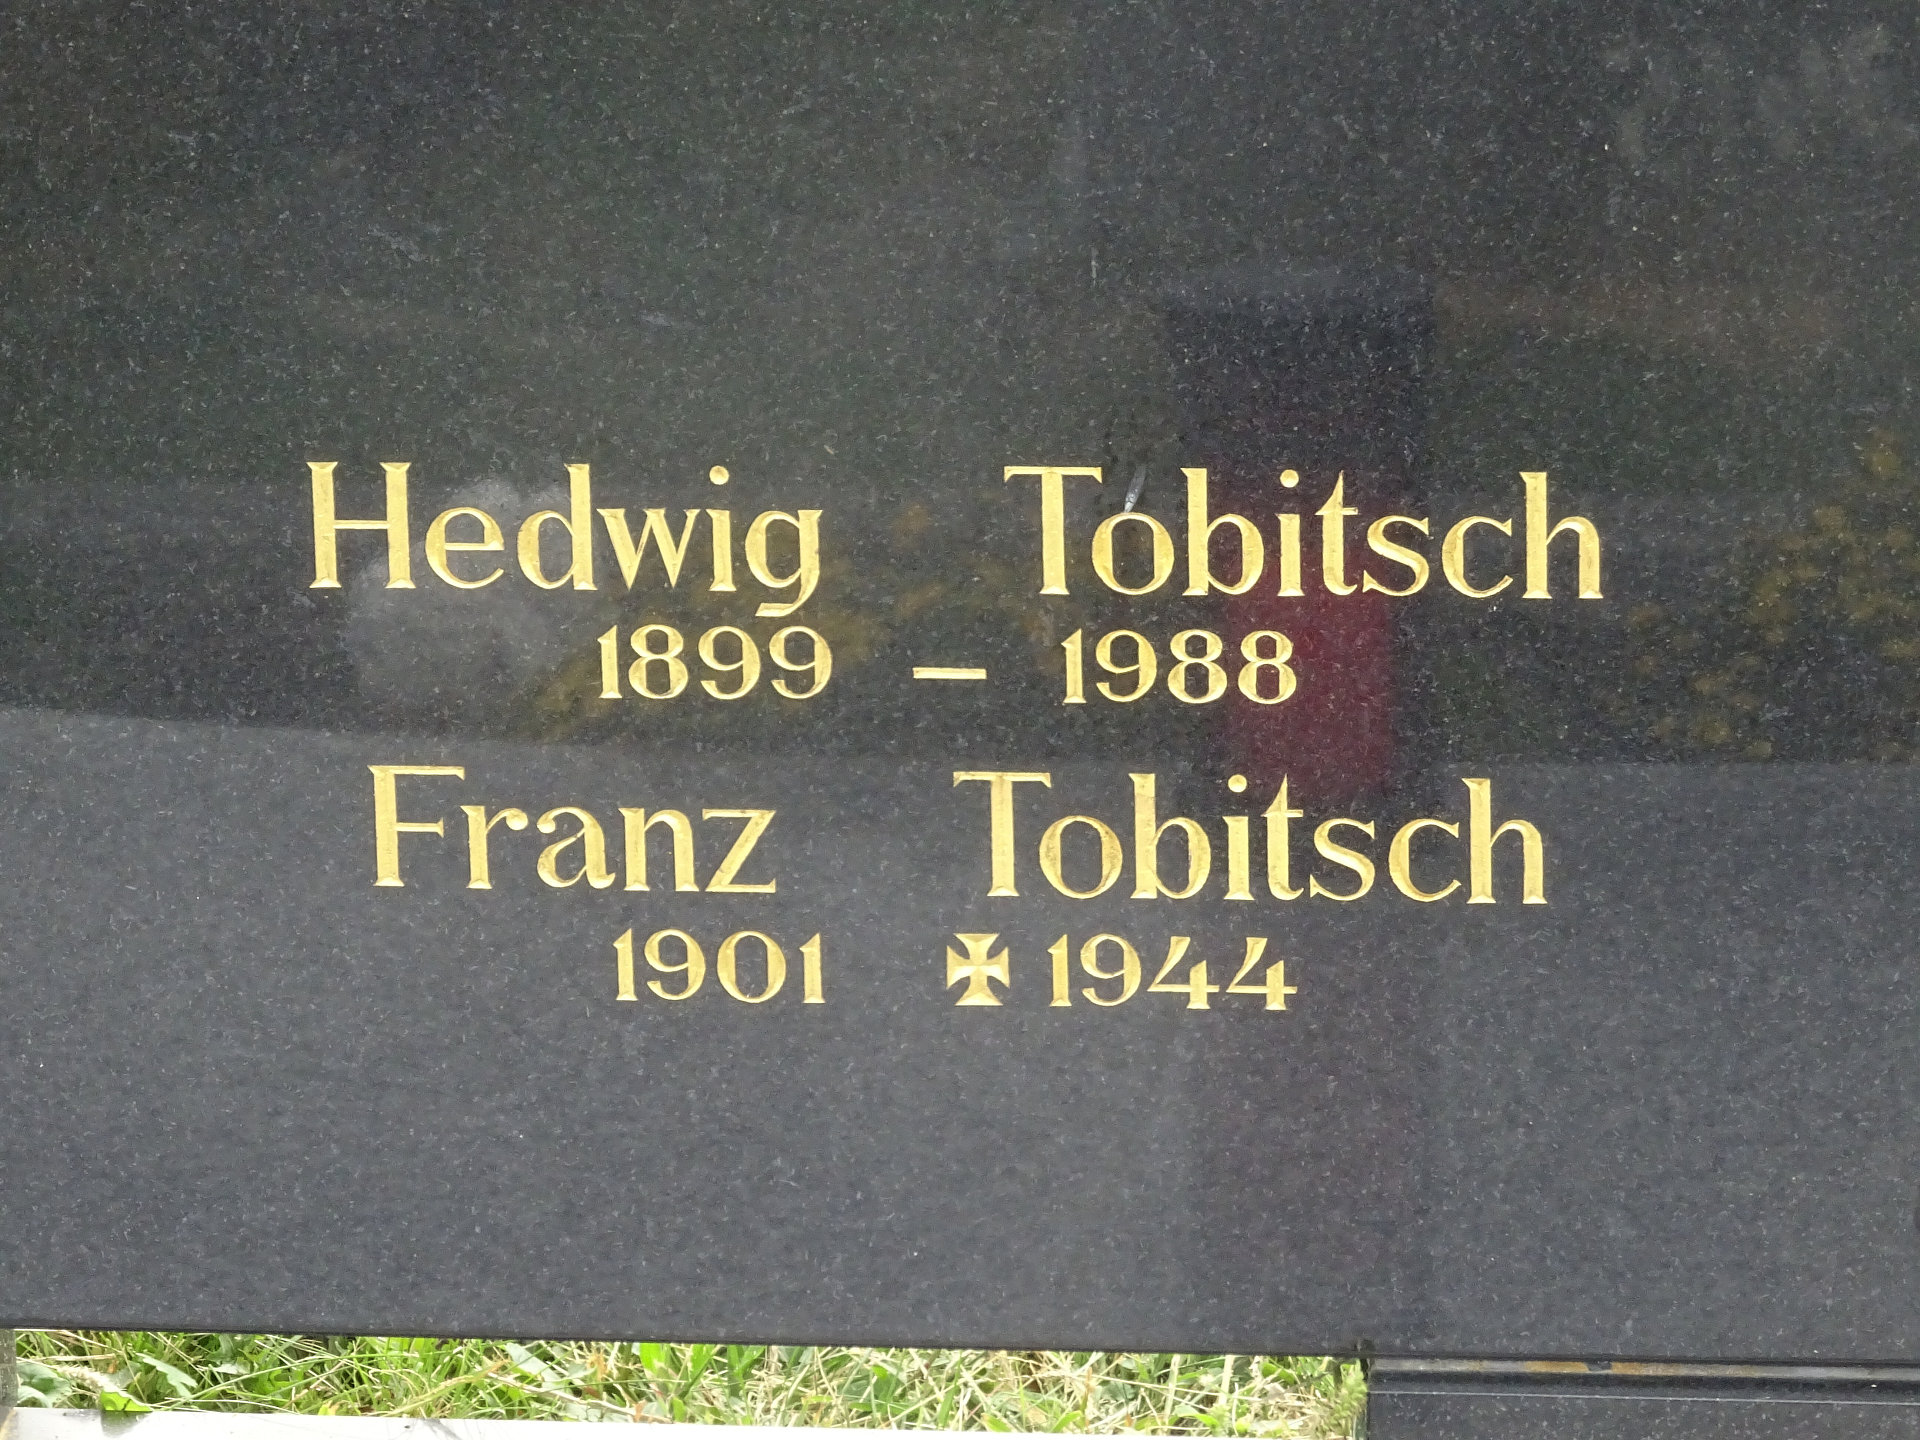 Hedwig Tobitsch
1899 – 1988
Franz Tobitsch
1901 ✠ 1944